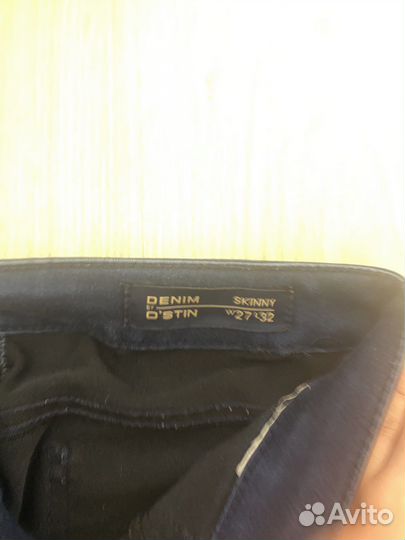 DENIM SKINNY
BY
O'STIN W27 L32
Avito